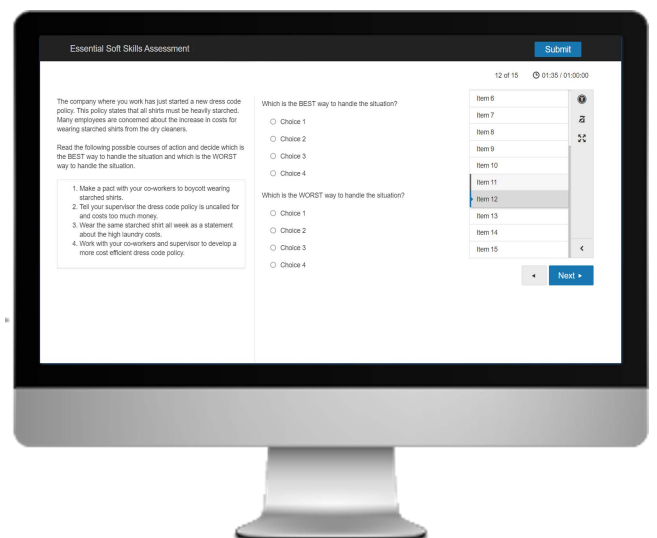 Essential Soft Skills Assessment
Submit
12 of 15
01:35 / 01:00:00
The company where you work has just started a new dress code
policy. This policy states that all shirts must be heavily starched.
Many employees are concerned about the increase in costs for
wearing starched shirts from the dry cleaners.
Read the following possible courses of action and decide which is
the BEST way to handle the situation and which is the WORST
way to handle the situation.
1. Make a pact with your co-workers to boycott wearing
starched shirts.
2. Tell your supervisor the dress code policy is uncalled for
and costs too much money.
3. Wear the same starched shirt all week as a statement
about the high laundry costs.
4. Work with your co-workers and supervisor to develop a
more cost efficient dress code policy.
Which is the BEST way to handle the situation?
Choice 1
Choice 2
Choice 3
Choice 4
Which is the WORST way to handle the situation?
Choice 1
Choice 2
Choice 3
Choice 4
Item 6
Item 7
Item 8
Item 9
Item 10
Item 11
Item 12
Item 13
Item 14
Item 15
Next